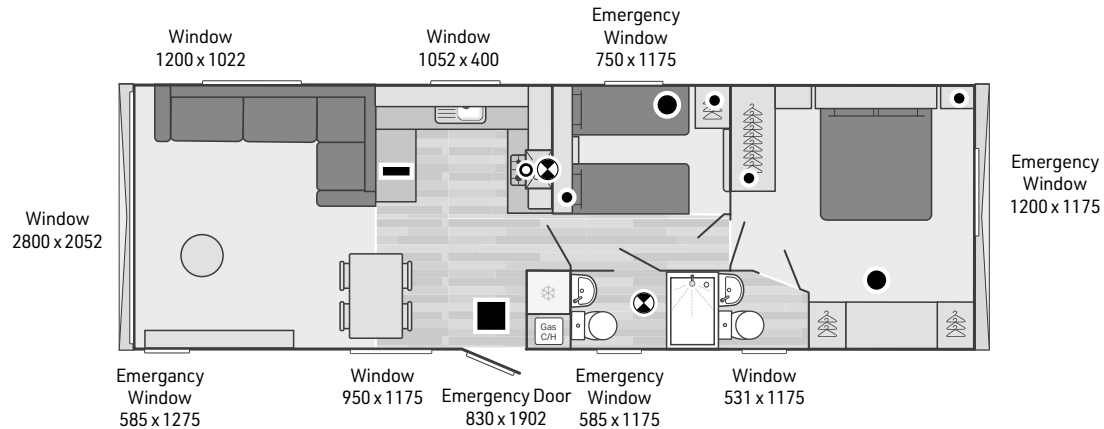 Window
1200 x 1022
Window
1052 x 400
Emergency
Window
750 x 1175
Window
2800 x 2052
Emergency
Window
1200 x 1175
Gas
C/H
Emergancy
Window
585 x 1275
Window
950 x 1175
Emergency Door
830 x 1902
Emergency
Window
585 x 1175
Window
531 x 1175